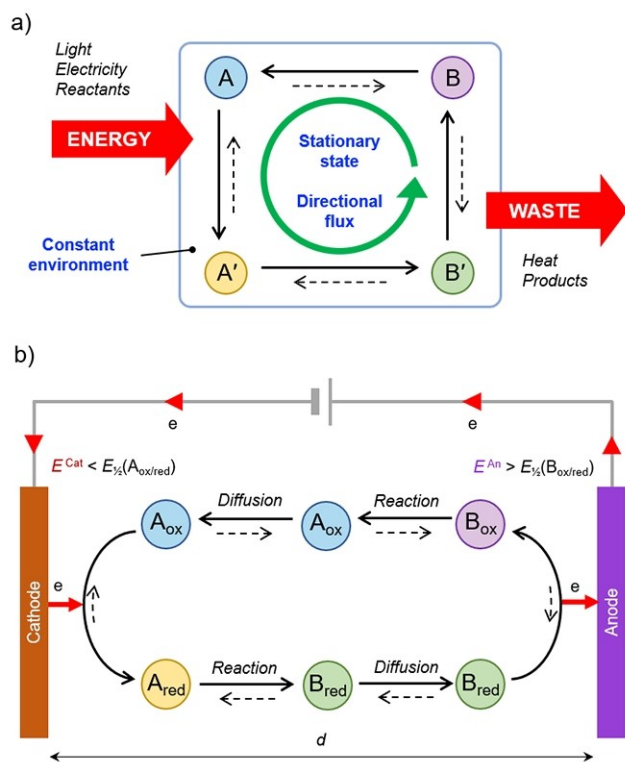 a)
Light
Electricity
Reactants
A
B
ENERGY
Stationary
state
Directional
flux
WASTE
Constant
environment
A′
B′
Heat
Products
b)
e
e
E^Cat < E½(A_ox/red)
E^An > E½(B_ox/red)
Diffusion
Reaction
A_ox
A_ox
B_ox
Cathode
e
e
Anode
Reaction
Diffusion
A_red
B_red
B_red
d